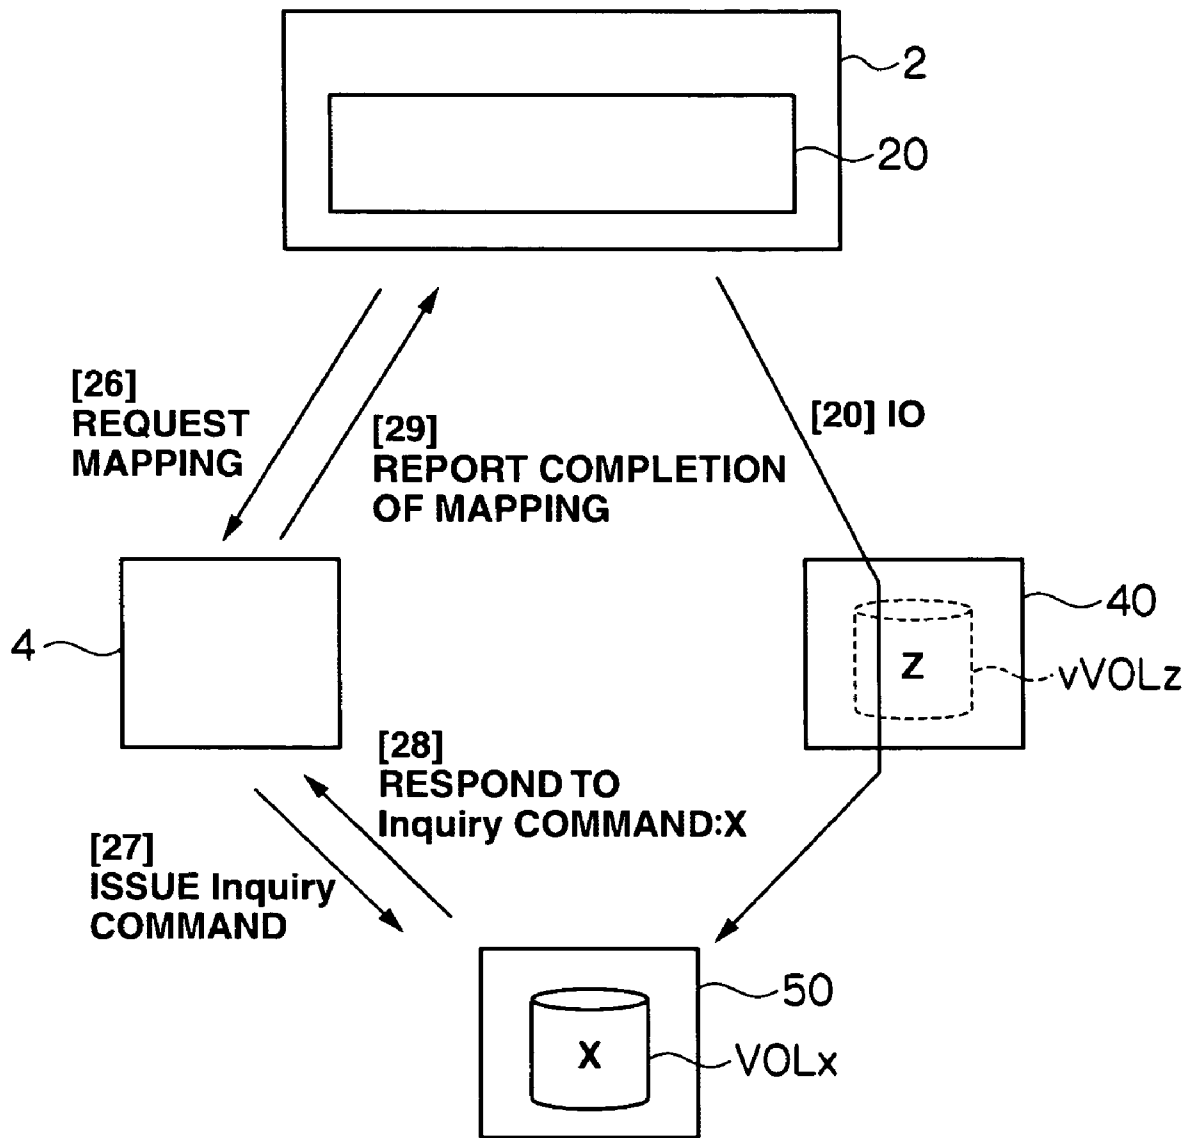 2
20
[26]
REQUEST
MAPPING
[29]
REPORT COMPLETION
OF MAPPING
[20] IO
4
40
Z
vVOLz
[28]
RESPOND TO
Inquiry COMMAND:X
[27]
ISSUE Inquiry
COMMAND
50
X
VOLx